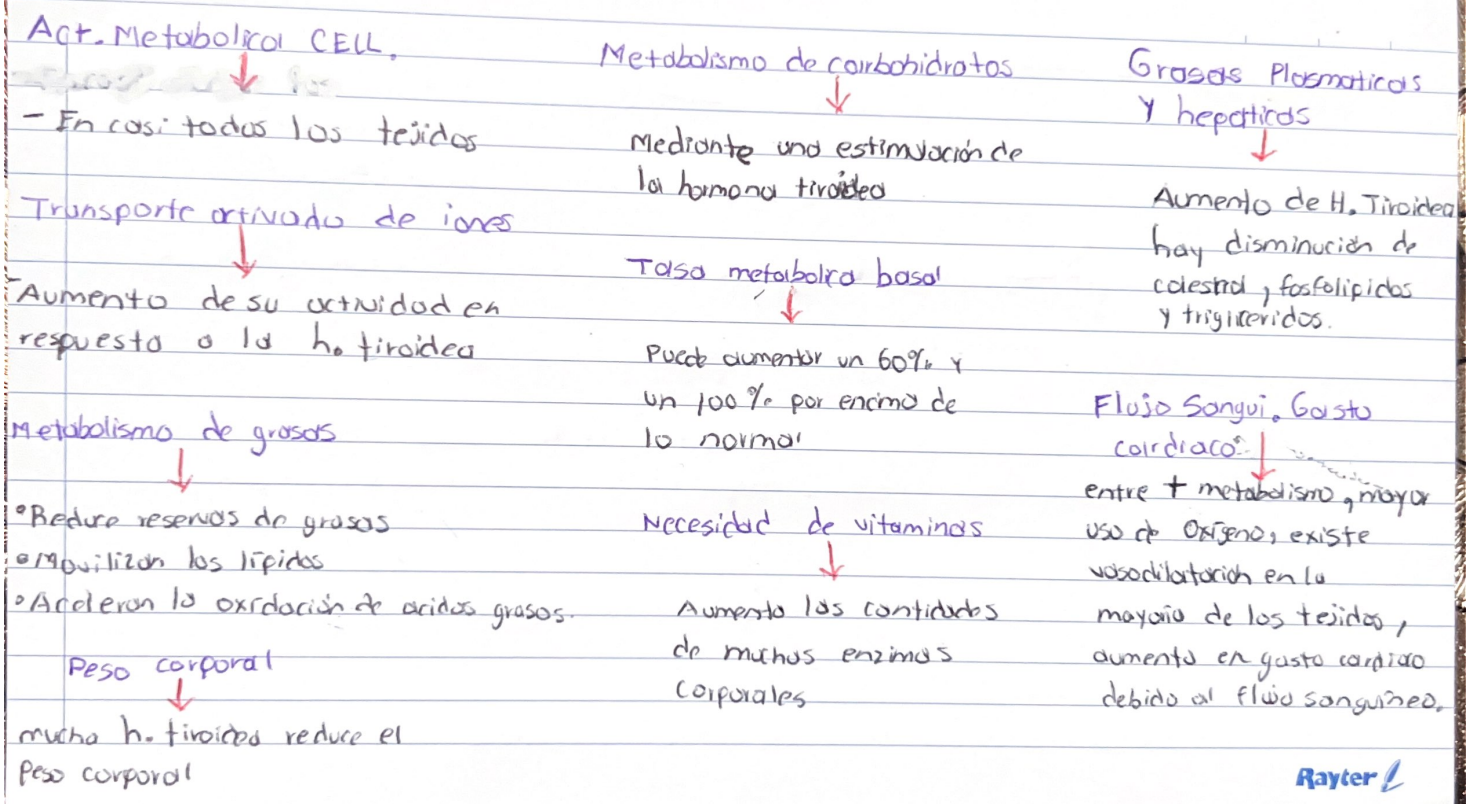 Act. Metabolica CELL.
- En casi todos los tejidos
Transporte activado de iones
- Aumento de su actividad en
respuesta a la h. tiroidea
Metabolismo de grasas
• Reduce reservas de grasas
• Movilizan los lípidos
• Aceleran la oxidación de acidos grasos.
Peso corporal
mucha h. tiroidea reduce el
Peso corporal
Metabolismo de carbohidratos
Mediante una estimulación de
la hormona tiroidea
Tasa metabolica basal
Puede aumentar un 60% y
un 100% por encima de
lo normal
Necesidad de vitaminas
Aumenta las cantidades
de muchas enzimas
corporales
Grasas Plasmaticas
Y hepaticas
Aumento de H. Tiroidea
hay disminución de
colestrol, fosfolipidos
y trigiceridos.
Flujo Sangui. Gasto
cardiaco
entre + metabolismo, mayor
uso de Oxígeno, existe
vasodilatación en la
mayoria de los tejidos,
aumenta en gasto cardiaco
debido al flujo sanguíneo.
Rayter